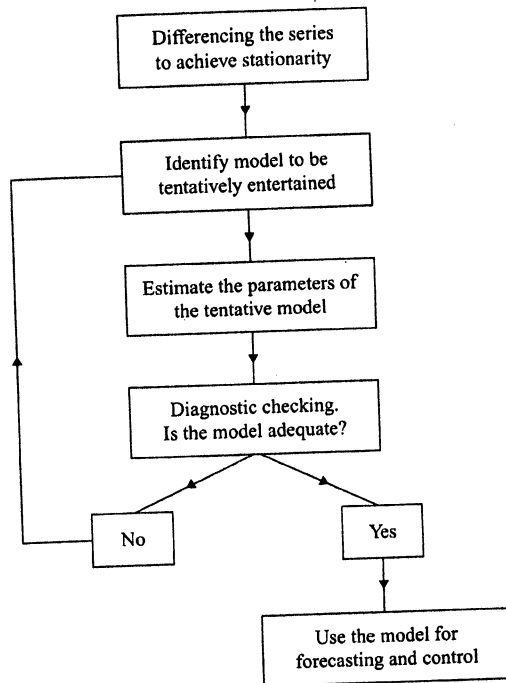 Differencing the series
to achieve stationarity
Identify model to be
tentatively entertained
Estimate the parameters of
the tentative model
Diagnostic checking.
Is the model adequate?
No
Yes
Use the model for
forecasting and control